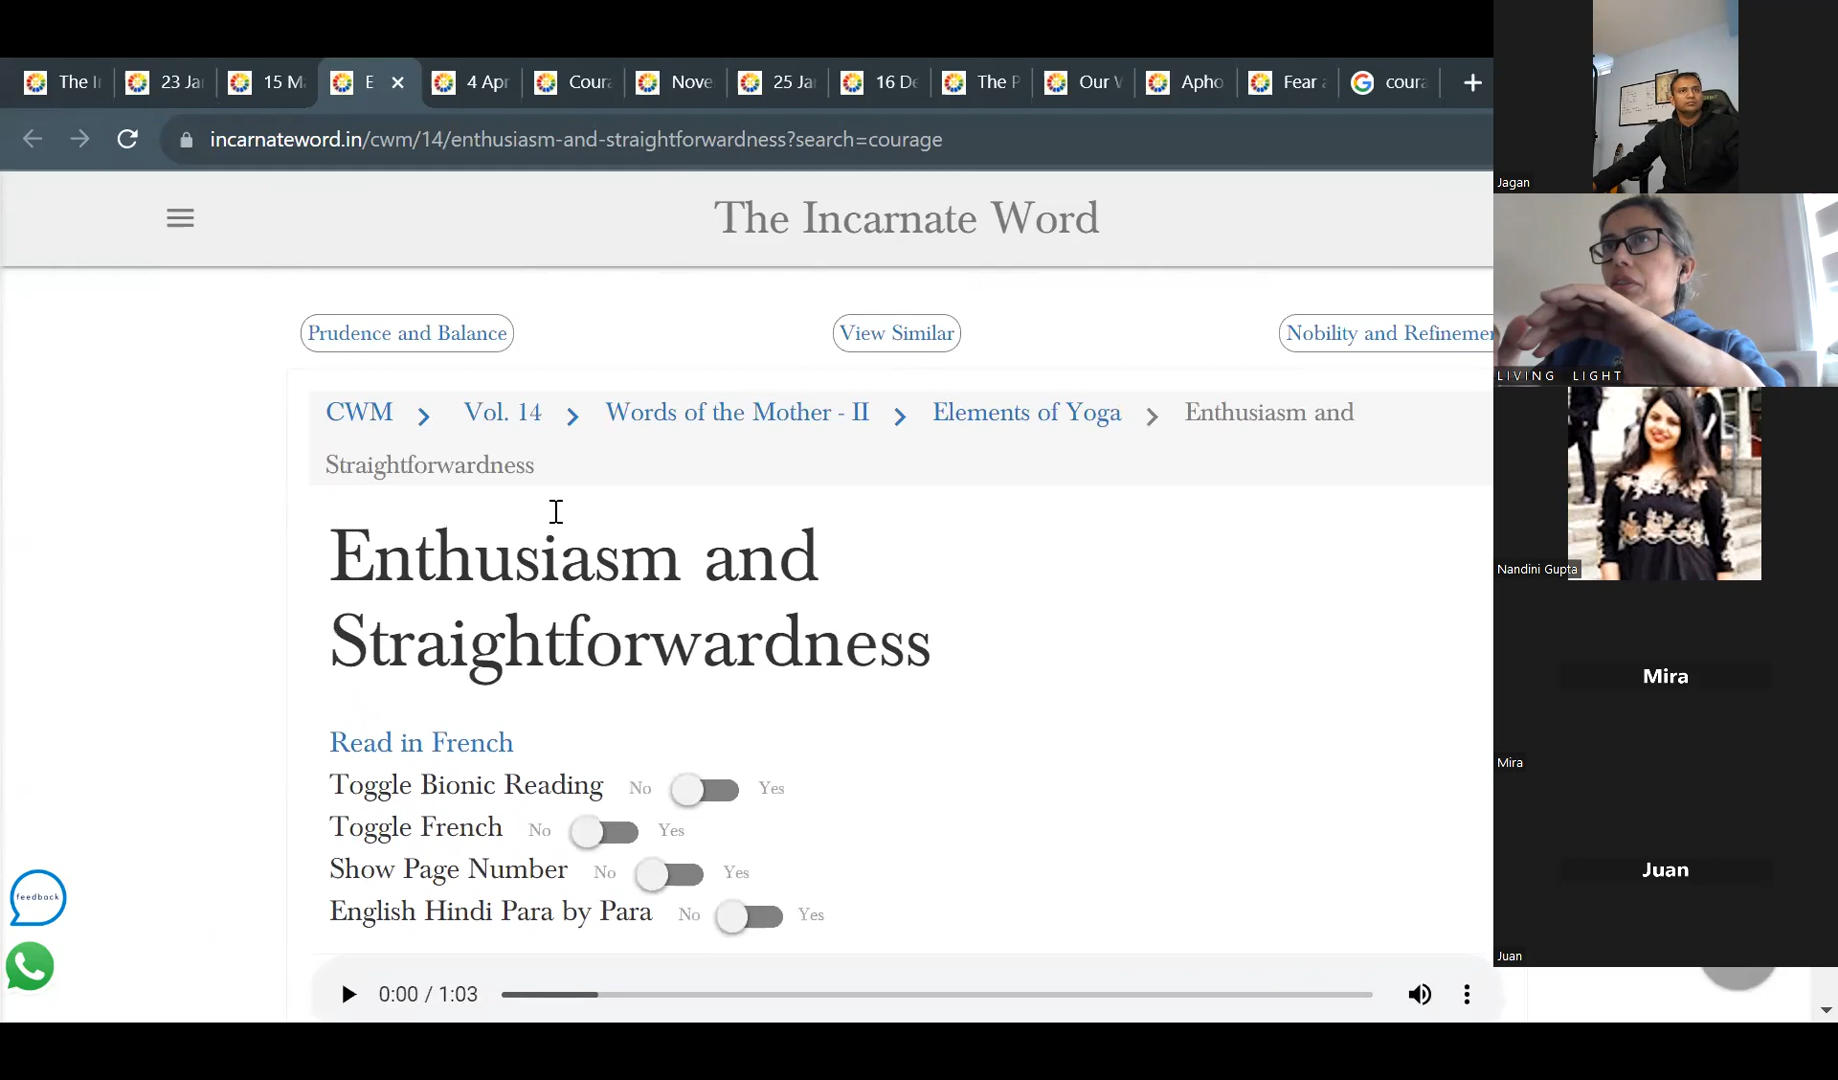 The I
23 Ja
15 M
E
4 Apr
Cour
Nove
25 Ja
16 De
The P
Our V
Apho
Fear
cour
incarnateword.in/cwm/14/enthusiasm-and-straightforwardness?search=courage
The Incarnate Word
Prudence and Balance
View Similar
Nobility and Refinemen
CWM > Vol. 14 > Words of the Mother - II > Elements of Yoga > Enthusiasm and
Straightforwardness
Enthusiasm and
Straightforwardness
Read in French
Toggle Bionic Reading No Yes
Toggle French No Yes
Show Page Number No Yes
English Hindi Para by Para No Yes
feedback
0:00 / 1:03
Jagan
LIVING LIGHT
Nandini Gupta
Mira
Mira
Juan
Juan